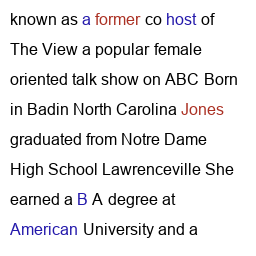 known as a former co host of
The View a popular female
oriented talk show on ABC Born
in Badin North Carolina Jones
graduated from Notre Dame
High School Lawrenceville She
earned a B A degree at
American University and a